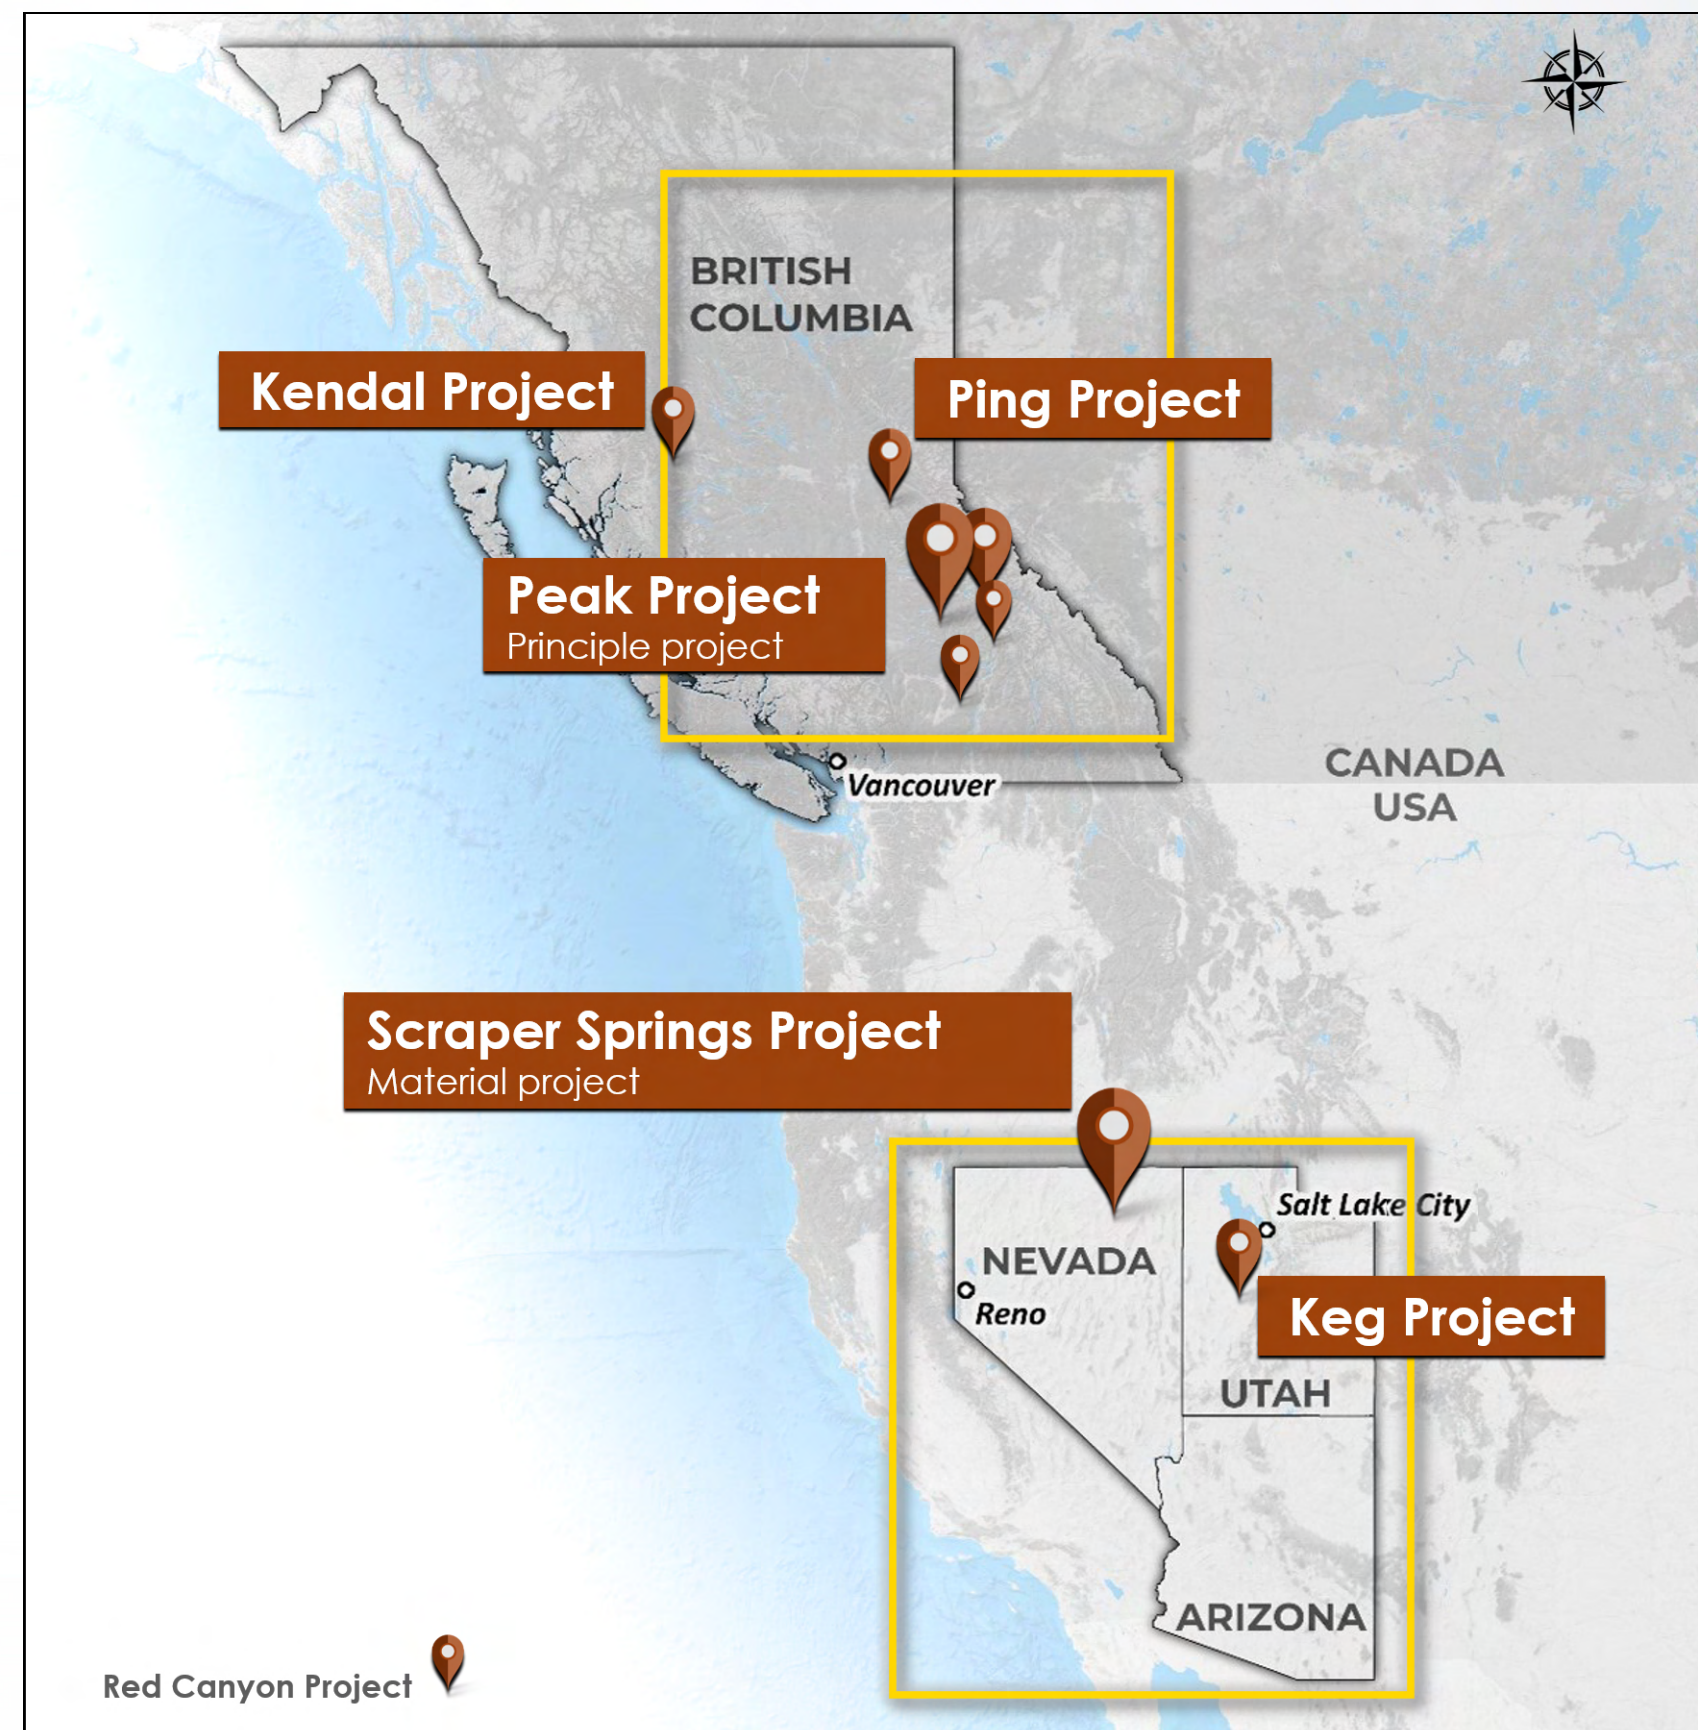 BRITISH
COLUMBIA
Kendal Project
Ping Project
Peak Project
Principle project
Vancouver
CANADA
USA
Scraper Springs Project
Material project
Salt Lake City
NEVADA
Reno
Keg Project
UTAH
ARIZONA
Red Canyon Project